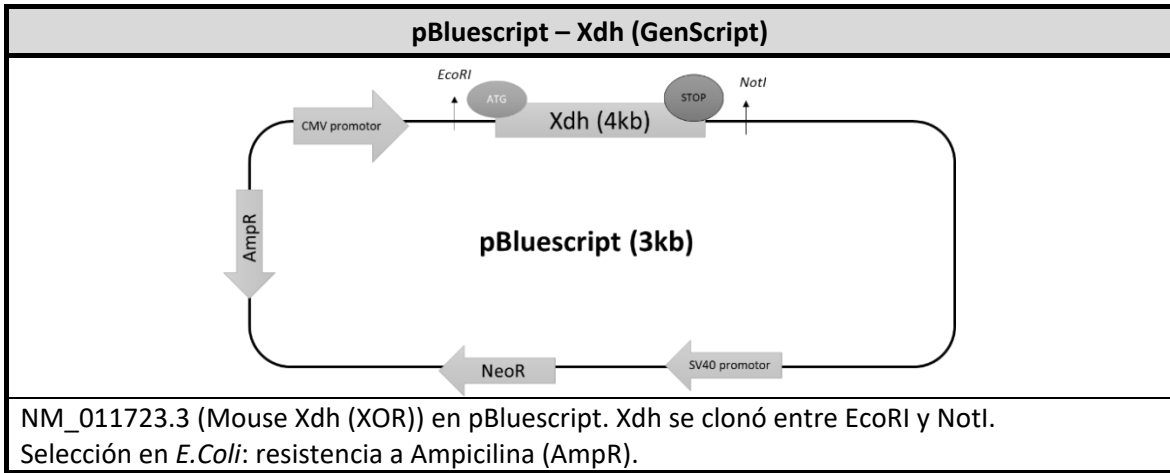 pBluescript – Xdh (GenScript)
EcoRI
NotI
ATG
STOP
CMV promotor
Xdh (4kb)
AmpR
pBluescript (3kb)
NeoR
SV40 promotor
NM_011723.3 (Mouse Xdh (XOR)) en pBluescript. Xdh se clonó entre EcoRI y NotI.
Selección en E.Coli: resistencia a Ampicilina (AmpR).